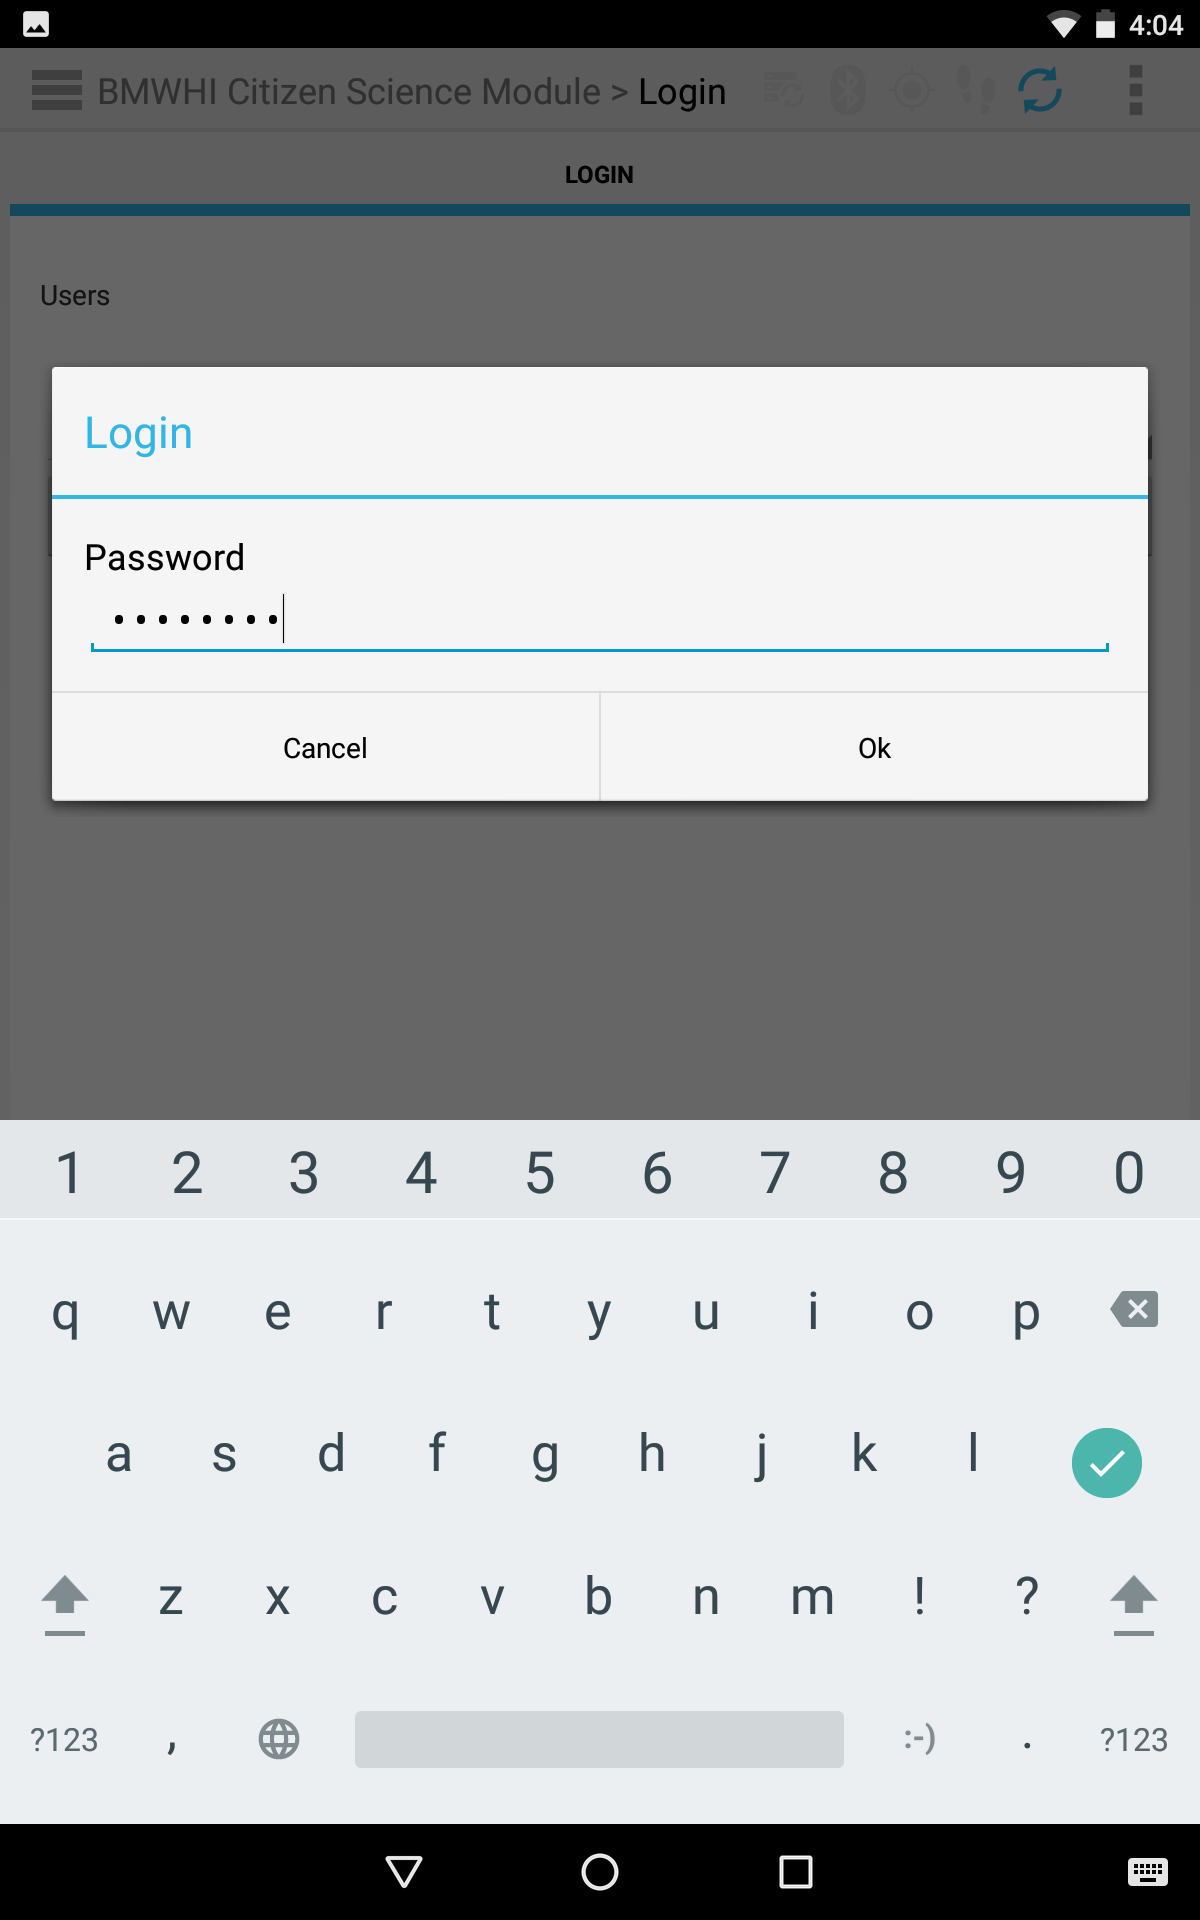 4:04
BMWHI Citizen Science Module > Login
LOGIN
Users
Login
Password
••••••••
Cancel Ok
1 2 3 4 5 6 7 8 9 0
q w e r t y u i o p
a s d f g h j k l
z x c v b n m ! ?
?123 , :-) . ?123